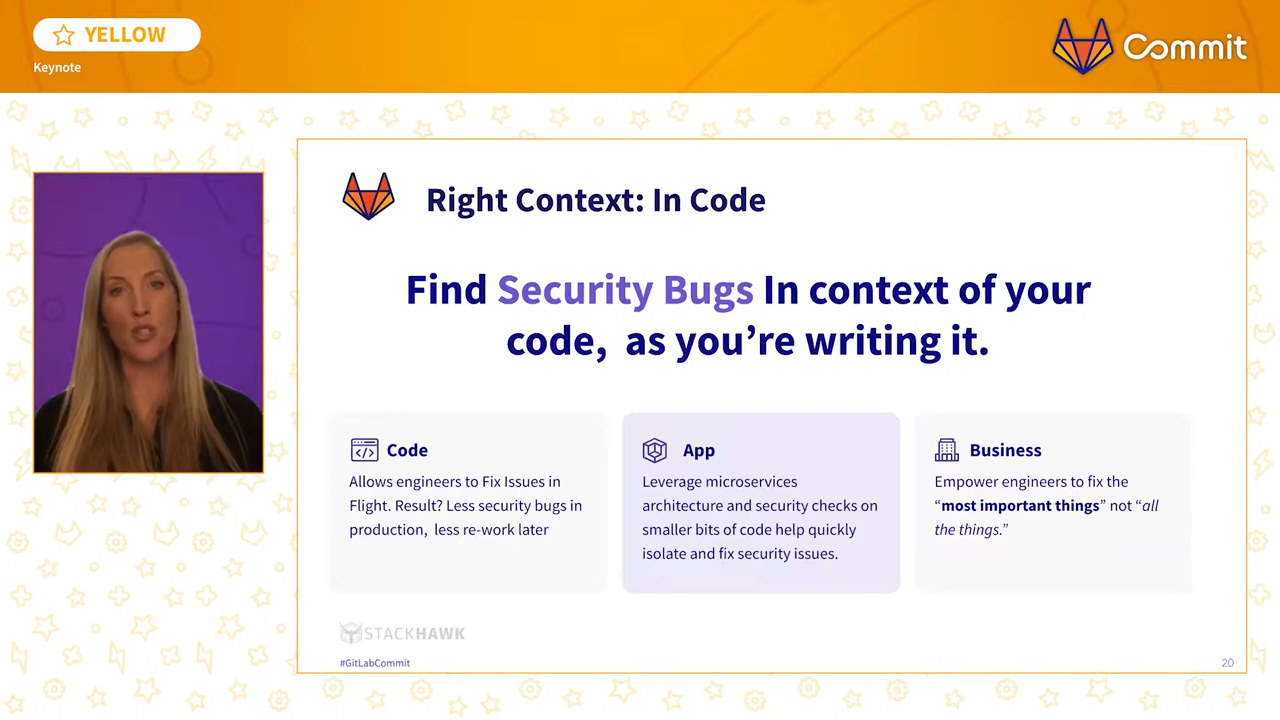 YELLOW
Keynote
Commit
Right Context: In Code
Find Security Bugs In context of your
code, as you’re writing it.
Code
Allows engineers to Fix Issues in
Flight. Result? Less security bugs in
production, less re-work later
App
Leverage microservices
architecture and security checks on
smaller bits of code help quickly
isolate and fix security issues.
Business
Empower engineers to fix the
“most important things” not “all
the things.”
STACKHAWK
#GitLabCommit
20